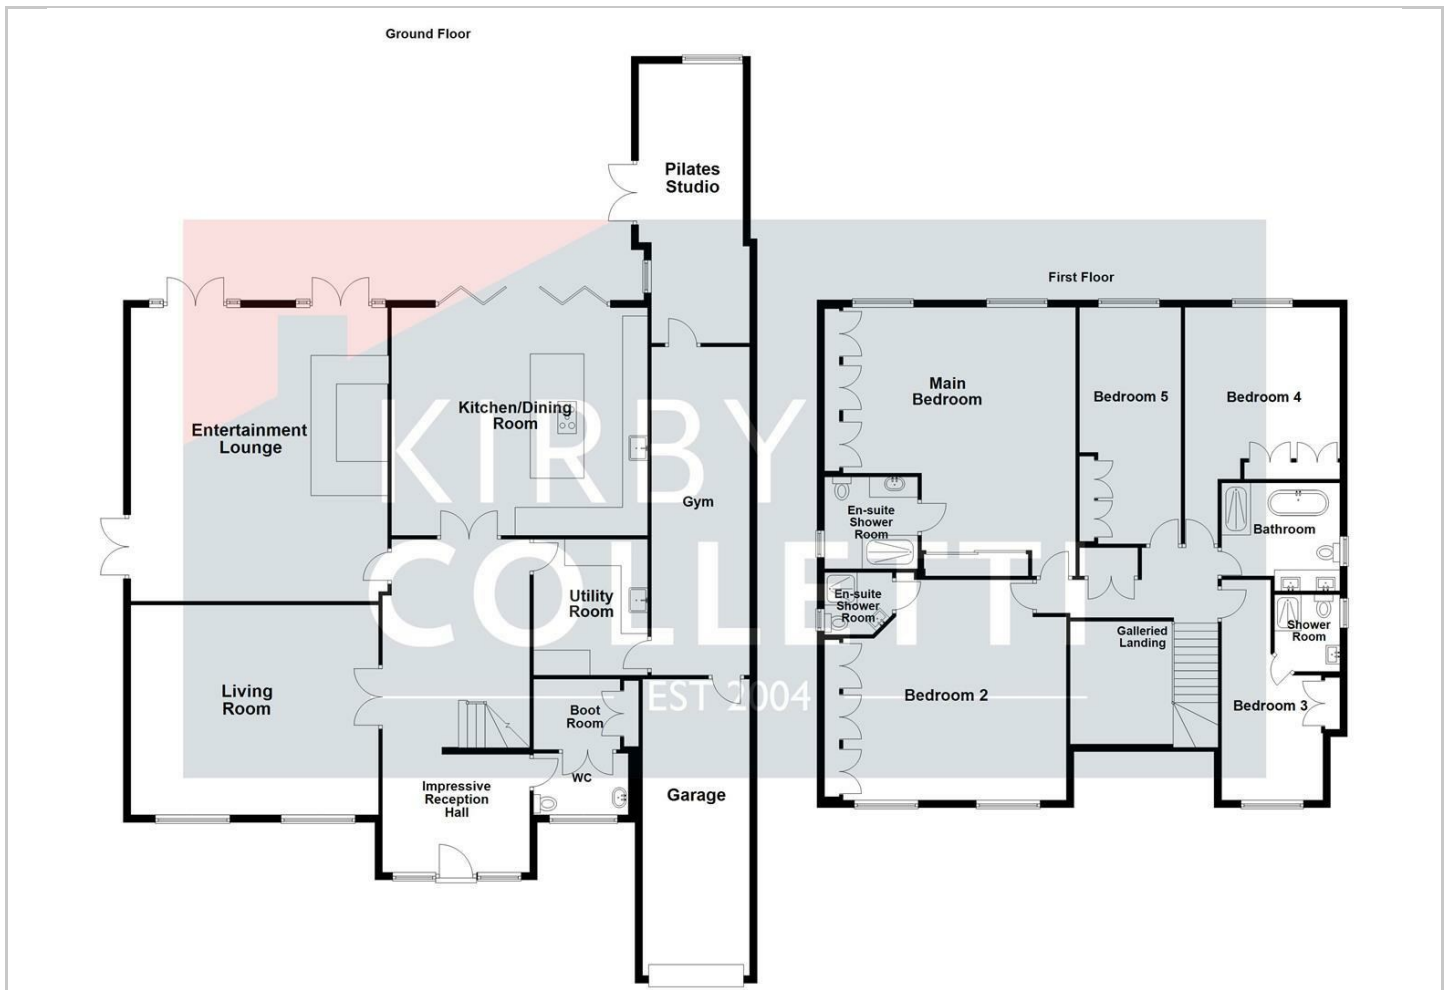 Ground Floor
Pilates
Studio
Entertainment
Lounge
Kitchen/Dining
Room
Gym
Utility
Room
Living
Room
Boot
Room
WC
Impressive
Reception
Hall
Garage
First Floor
Main
Bedroom
Bedroom 5
Bedroom 4
En-suite
Shower
Room
Bathroom
En-suite
Shower
Room
Galleried
Landing
Shower
Room
Bedroom 2
Bedroom 3
KIRBY
COLLETTI
EST 2004